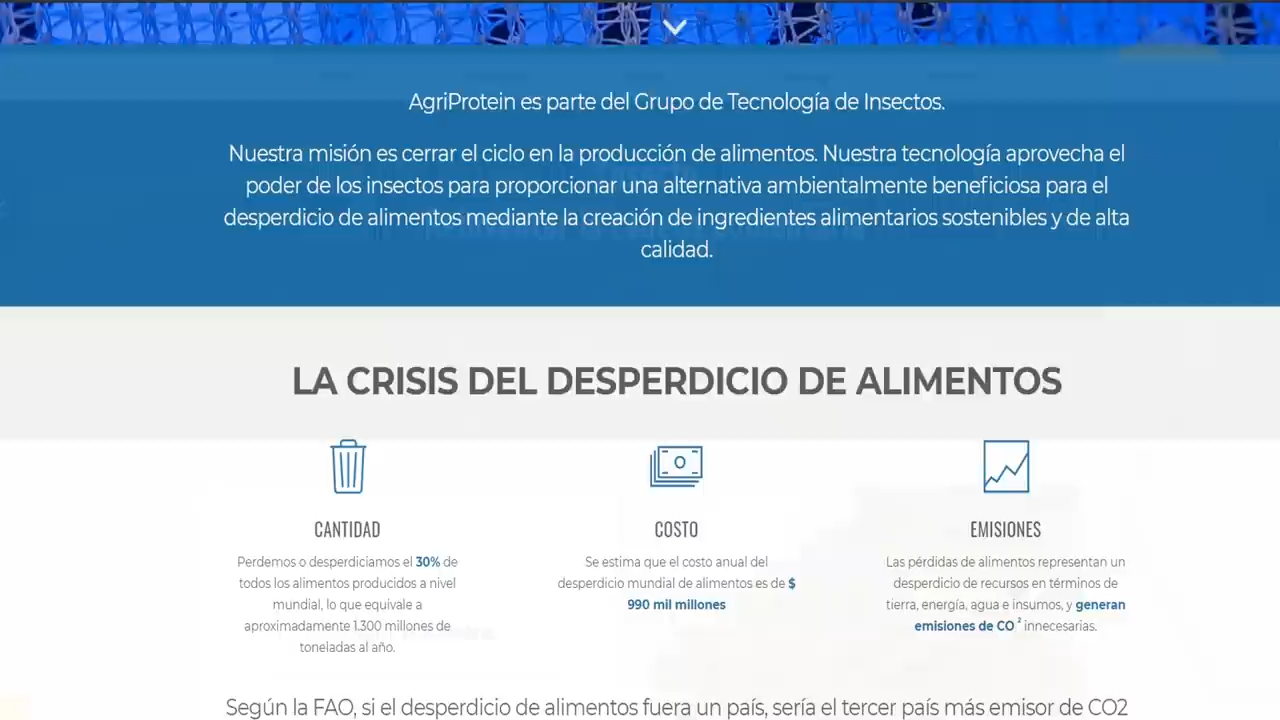 AgriProtein es parte del Grupo de Tecnología de Insectos.
Nuestra misión es cerrar el ciclo en la producción de alimentos. Nuestra tecnología aprovecha el
poder de los insectos para proporcionar una alternativa ambientalmente beneficiosa para el
desperdicio de alimentos mediante la creación de ingredientes alimentarios sostenibles y de alta
calidad.
LA CRISIS DEL DESPERDICIO DE ALIMENTOS
CANTIDAD
Perdemos o desperdiciamos el 30% de
todos los alimentos producidos a nivel
mundial, lo que equivale a
aproximadamente 1.300 millones de
toneladas al año.
COSTO
Se estima que el costo anual del
desperdicio mundial de alimentos es de $
990 mil millones
EMISIONES
Las pérdidas de alimentos representan un
desperdicio de recursos en términos de
tierra, energía, agua e insumos, y generan
emisiones de CO ² innecesarias.
Según la FAO, si el desperdicio de alimentos fuera un país, sería el tercer país más emisor de CO2